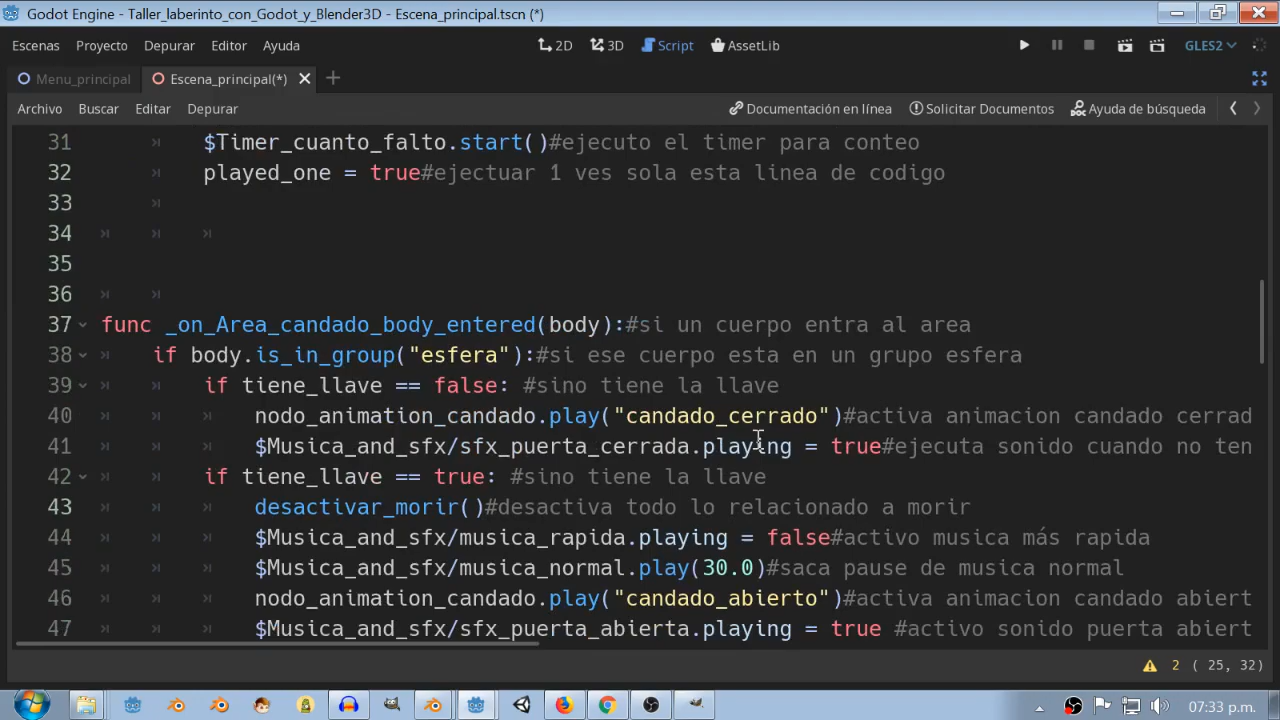 Godot Engine - Taller_laberinto_con_Godot_y_Blender3D - Escena_principal.tscn (*)
Escenas Proyecto Depurar Editor Ayuda 2D 3D Script AssetLib GLES2
Menu_principal Escena_principal(*)
Archivo Buscar Editar Depurar Documentación en línea Solicitar Documentos Ayuda de búsqueda
31 $Timer_cuanto_falto.start()#ejecuto el timer para conteo
32 played_one = true#ejectuar 1 ves sola esta linea de codigo
33
34
35
36
37 func _on_Area_candado_body_entered(body):#si un cuerpo entra al area
38 if body.is_in_group("esfera"):#si ese cuerpo esta en un grupo esfera
39 if tiene_llave == false: #sino tiene la llave
40 nodo_animation_candado.play("candado_cerrado")#activa animacion candado cerrad
41 $Musica_and_sfx/sfx_puerta_cerrada.playing = true#ejecuta sonido cuando no ten
42 if tiene_llave == true: #sino tiene la llave
43 desactivar_morir()#desactiva todo lo relacionado a morir
44 $Musica_and_sfx/musica_rapida.playing = false#activo musica más rapida
45 $Musica_and_sfx/musica_normal.play(30.0)#saca pause de musica normal
46 nodo_animation_candado.play("candado_abierto")#activa animacion candado abiert
47 $Musica_and_sfx/sfx_puerta_abierta.playing = true #activo sonido puerta abiert
2 ( 25, 32)
07:33 p.m.